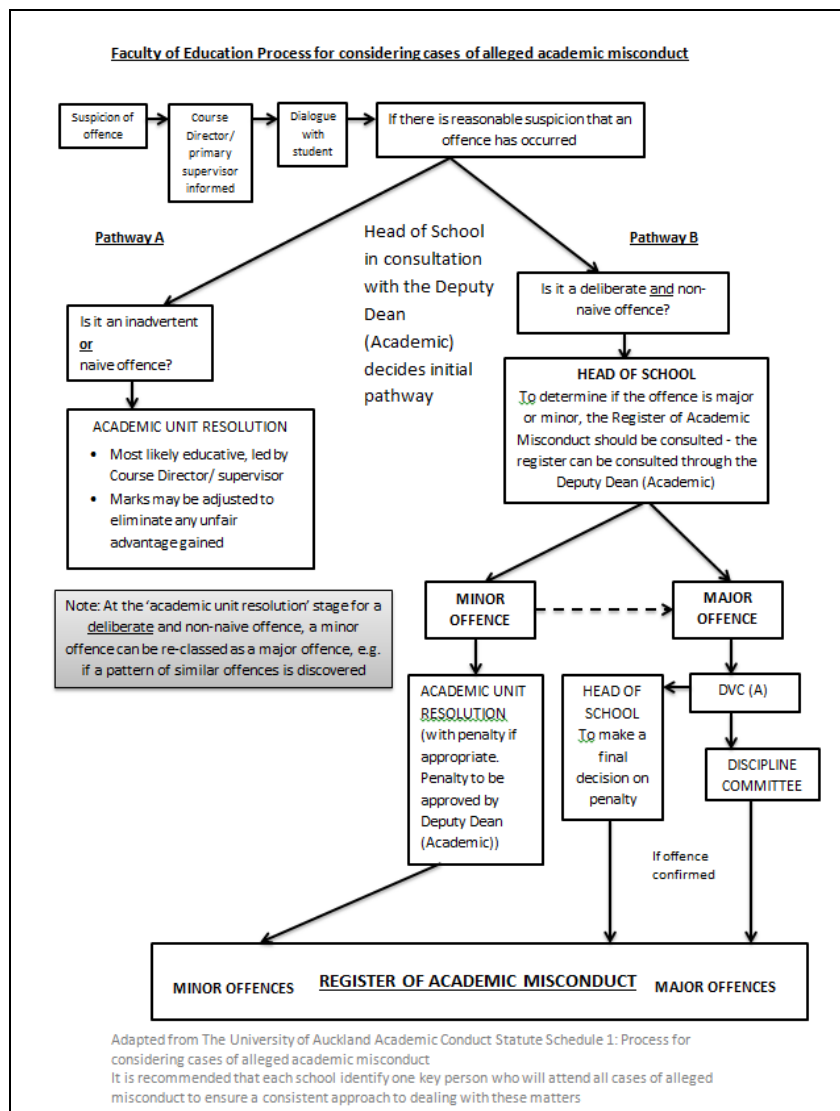 Faculty of Education Process for considering cases of alleged academic misconduct
Suspicion of
offence
Course
Director/
primary
supervisor
informed
Dialogue
with
student
If there is reasonable suspicion that an
offence has occurred
Pathway A
Head of School
in consultation
with the Deputy
Dean
(Academic)
decides initial
pathway
Pathway B
Is it an inadvertent
or
naive offence?
Is it a deliberate and non-
naive offence?
ACADEMIC UNIT RESOLUTION
• Most likely educative, led by
Course Director/ supervisor
• Marks may be adjusted to
eliminate any unfair
advantage gained
HEAD OF SCHOOL
To determine if the offence is major
or minor, the Register of Academic
Misconduct should be consulted - the
register can be consulted through the
Deputy Dean (Academic)
Note: At the ‘academic unit resolution’ stage for a
deliberate and non-naive offence, a minor
offence can be re-classed as a major offence, e.g.
if a pattern of similar offences is discovered
MINOR
OFFENCE
MAJOR
OFFENCE
ACADEMIC UNIT
RESOLUTION
(with penalty if
appropriate.
Penalty to be
approved by
Deputy Dean
(Academic))
HEAD OF
SCHOOL
To make a
final
decision on
penalty
DVC (A)
DISCIPLINE
COMMITTEE
If offence
confirmed
MINOR OFFENCES
REGISTER OF ACADEMIC MISCONDUCT
MAJOR OFFENCES
Adapted from The University of Auckland Academic Conduct Statute Schedule 1: Process for
considering cases of alleged academic misconduct
It is recommended that each school identify one key person who will attend all cases of alleged
misconduct to ensure a consistent approach to dealing with these matters